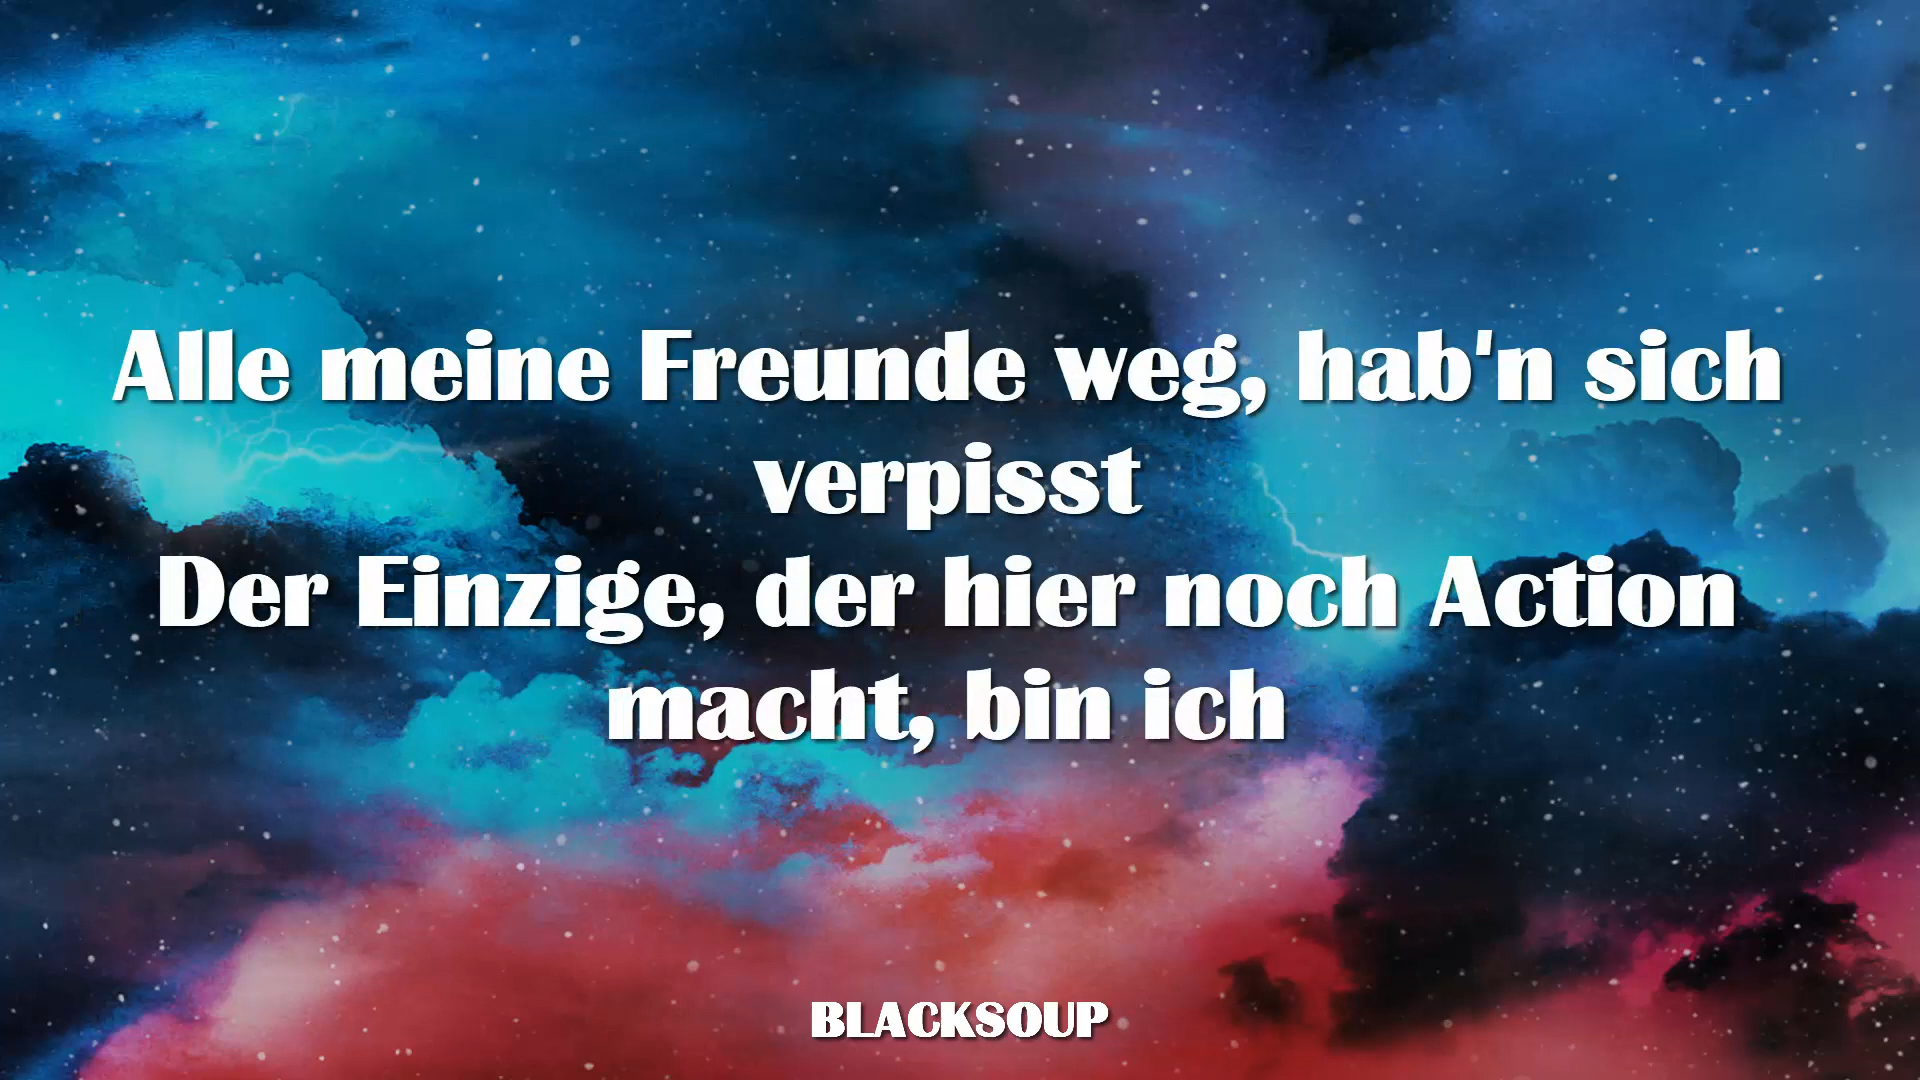 Alle meine Freunde weg, hab'n sich
verpisst
Der Einzige, der hier noch Action
macht, bin ich
BLACKSOUP